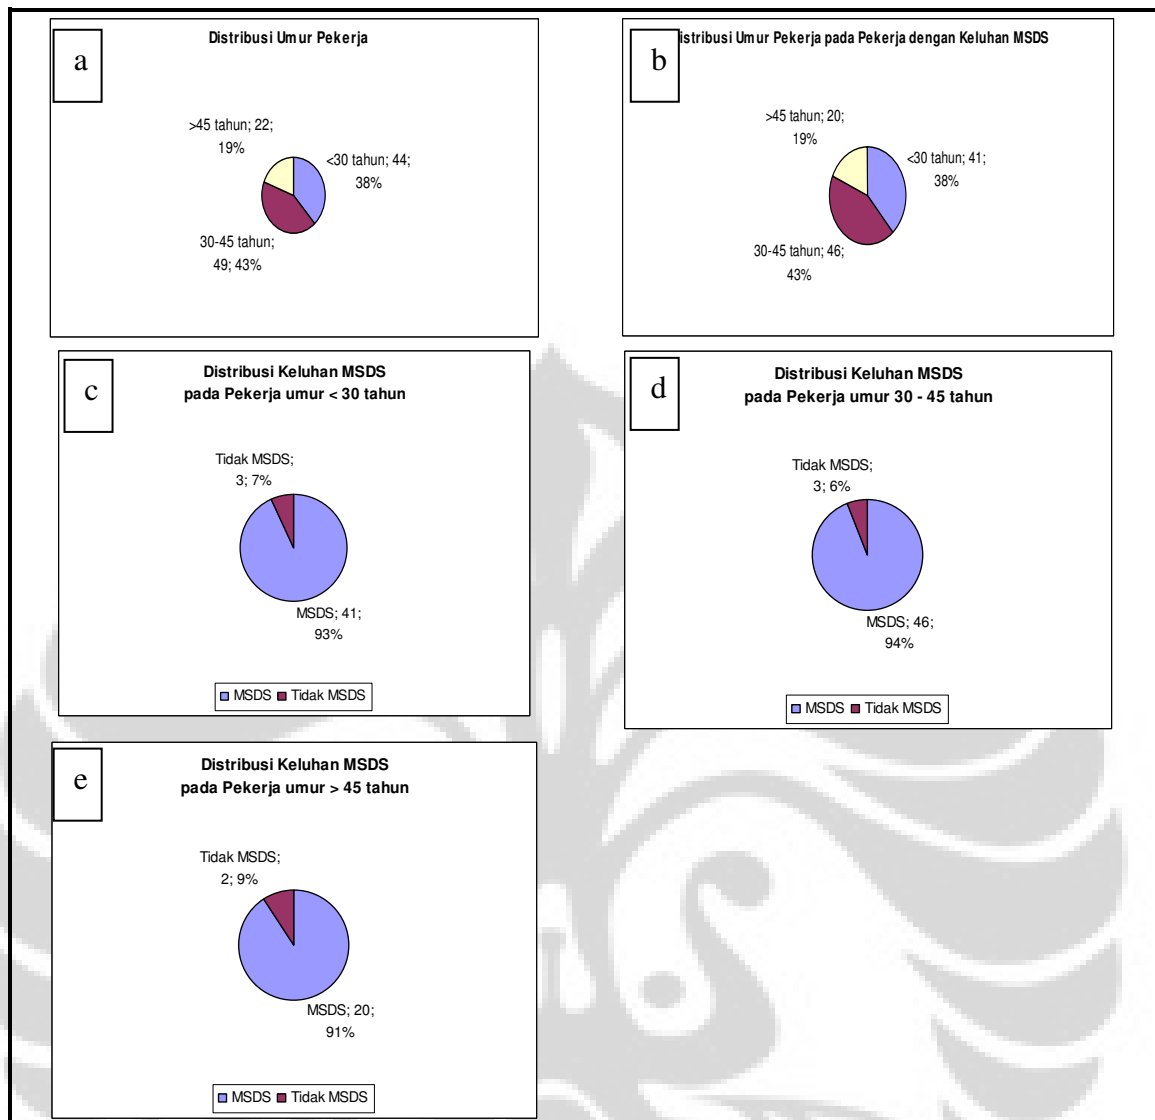 a
Distribusi Umur Pekerja
>45 tahun; 22;
19%
<30 tahun; 44;
38%
30-45 tahun;
49; 43%
b
istribusi Umur Pekerja pada Pekerja dengan Keluhan MSDS
>45 tahun; 20;
19%
<30 tahun; 41;
38%
30-45 tahun; 46;
43%
c
Distribusi Keluhan MSDS
pada Pekerja umur < 30 tahun
Tidak MSDS;
3; 7%
MSDS; 41;
93%
MSDS Tidak MSDS
d
Distribusi Keluhan MSDS
pada Pekerja umur 30 - 45 tahun
Tidak MSDS;
3; 6%
MSDS; 46;
94%
MSDS Tidak MSDS
e
Distribusi Keluhan MSDS
pada Pekerja umur > 45 tahun
Tidak MSDS;
2; 9%
MSDS; 20;
91%
MSDS Tidak MSDS